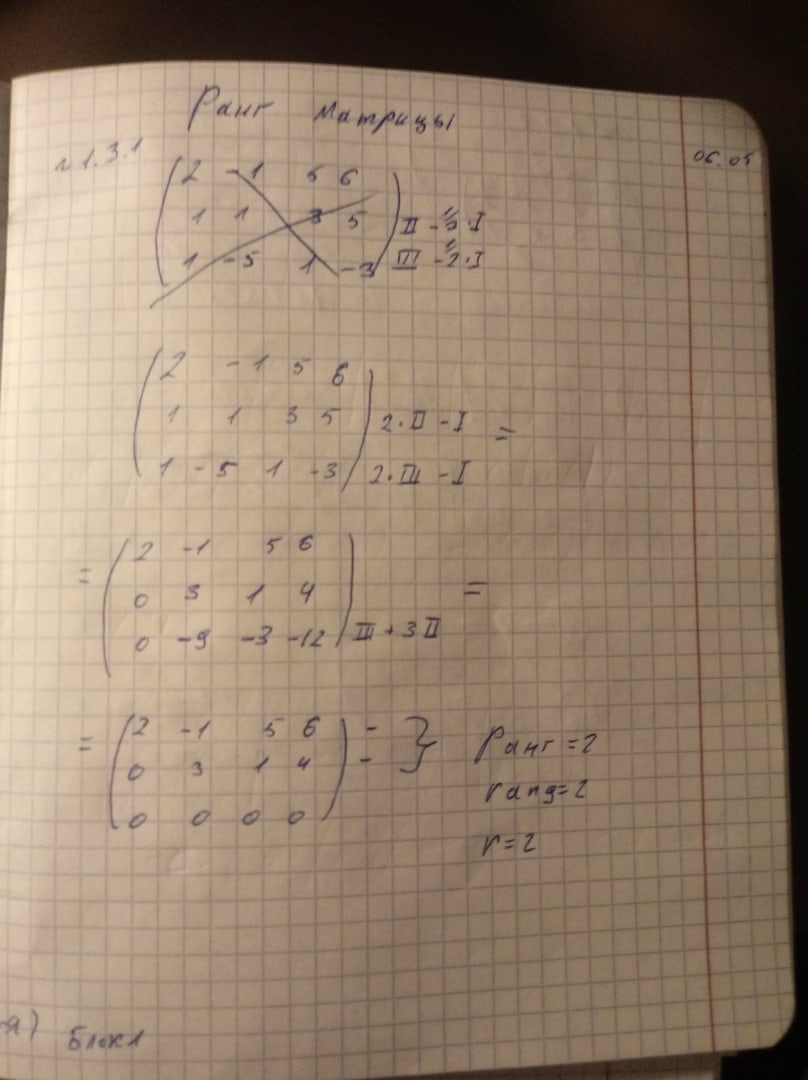 Ранг матрицы
06.05
№1.3.1
2 -1 5 6
1 1 3 5 II - ½·I
1 -5 1 -3 III - ½·I
2 -1 5 6
1 1 3 5 2·II - I =
1 -5 1 -3 2·III - I
= 2 -1 5 6
0 3 1 4 =
0 -9 -3 -12 III + 3II
= 2 -1 5 6 - } Ранг = 2
0 3 1 4 - rang = 2
0 0 0 0 r = 2
Блок 1